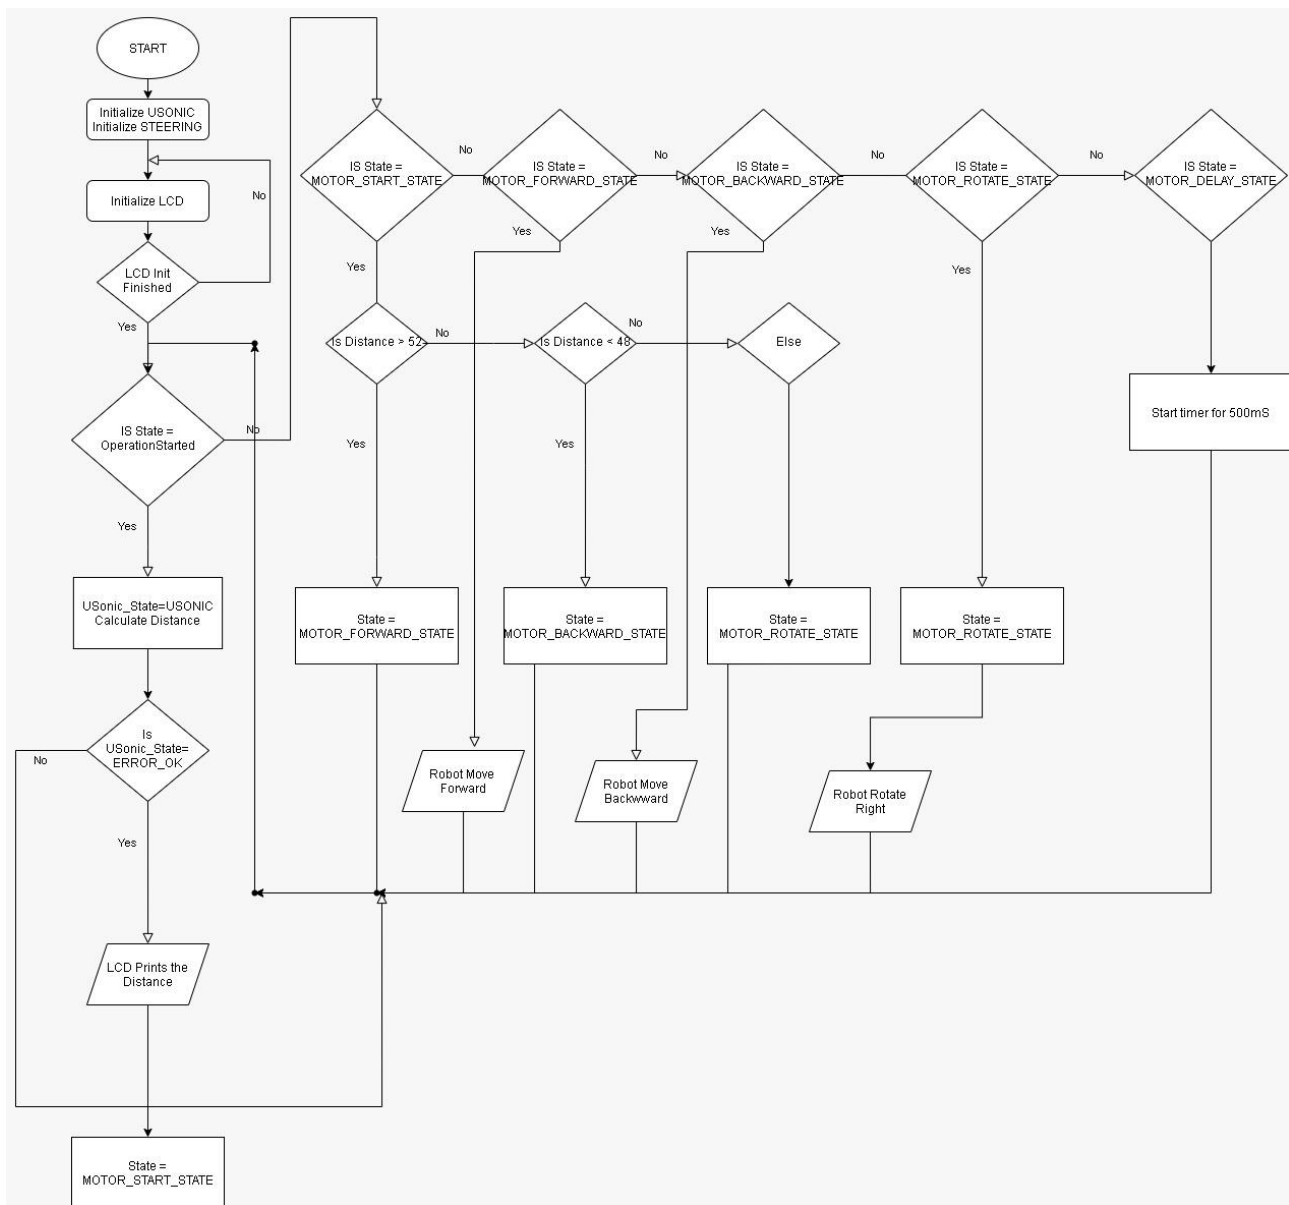 START
Initialize USONIC
Initialize STEERING
No
Initialize LCD
LCD Init
Finished
Yes
IS State =
OperationStarted
No
Yes
USonic_State=USONIC
Calculate Distance
Is
USonic_State=
ERROR_OK
No
Yes
LCD Prints the
Distance
State =
MOTOR_START_STATE
IS State =
MOTOR_START_STATE
No
IS State =
MOTOR_FORWARD_STATE
No
IS State =
MOTOR_BACKWARD_STATE
No
IS State =
MOTOR_ROTATE_STATE
No
IS State =
MOTOR_DELAY_STATE
Yes
Yes
Yes
Yes
Is Distance > 52
No
Is Distance < 48
No
Else
Start timer for 500mS
Yes
Yes
State =
MOTOR_FORWARD_STATE
State =
MOTOR_BACKWARD_STATE
State =
MOTOR_ROTATE_STATE
State =
MOTOR_ROTATE_STATE
Robot Move
Forward
Robot Move
Backwward
Robot Rotate
Right